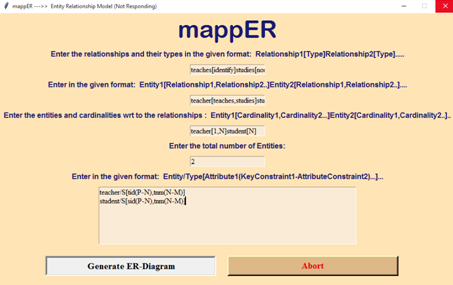 mappER --->> Entity Relationship Model (Not Responding)
mappER
Enter the relationships and their types in the given format: Relationship1[Type]Relationship2[Type].....
teaches[identify]studies[no
Enter in the given format: Entity1[Relationship1,Relationship2..]Entity2[Relationship1,Relationship2..]....
teacher[teaches,studies]stu
Enter the entities and cardinalities wrt to the relationships : Entity1[Cardinality1,Cardinality2...]Entity2[Cardinality1,Cardinality2..]..
teacher[1,N]student[N]
Enter the total number of Entities:
2
Enter in the given format: Entity/Type[Attribute1(KeyConstraint1-AttributeConstraint2)...]...
teacher/S[tid(P-N),tnm(N-M)]
student/S[sid(P-N),tnm(N-M)]
Generate ER-Diagram
Abort